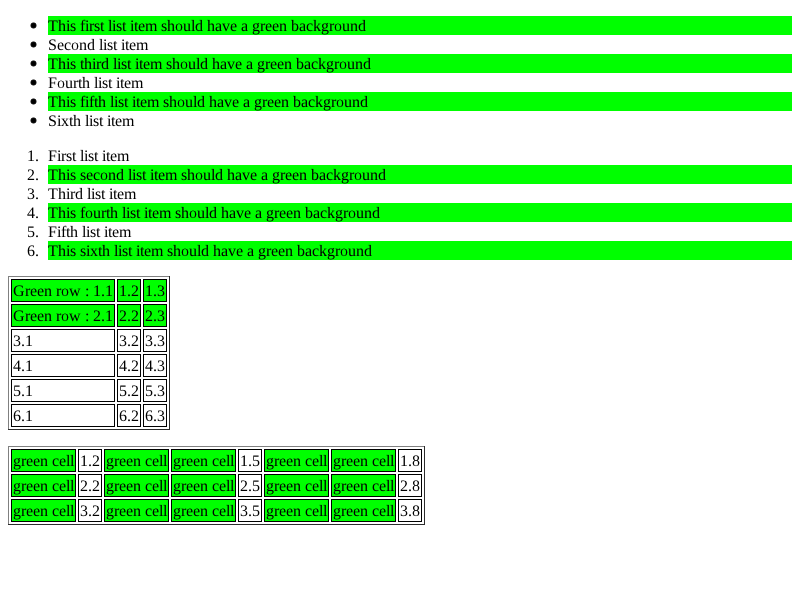 • This first list item should have a green background
• Second list item
• This third list item should have a green background
• Fourth list item
• This fifth list item should have a green background
• Sixth list item
1. First list item
2. This second list item should have a green background
3. Third list item
4. This fourth list item should have a green background
5. Fifth list item
6. This sixth list item should have a green background
Green row : 1.1 1.2 1.3
Green row : 2.1 2.2 2.3
3.1 3.2 3.3
4.1 4.2 4.3
5.1 5.2 5.3
6.1 6.2 6.3
green cell 1.2 green cell green cell 1.5 green cell green cell 1.8
green cell 2.2 green cell green cell 2.5 green cell green cell 2.8
green cell 3.2 green cell green cell 3.5 green cell green cell 3.8